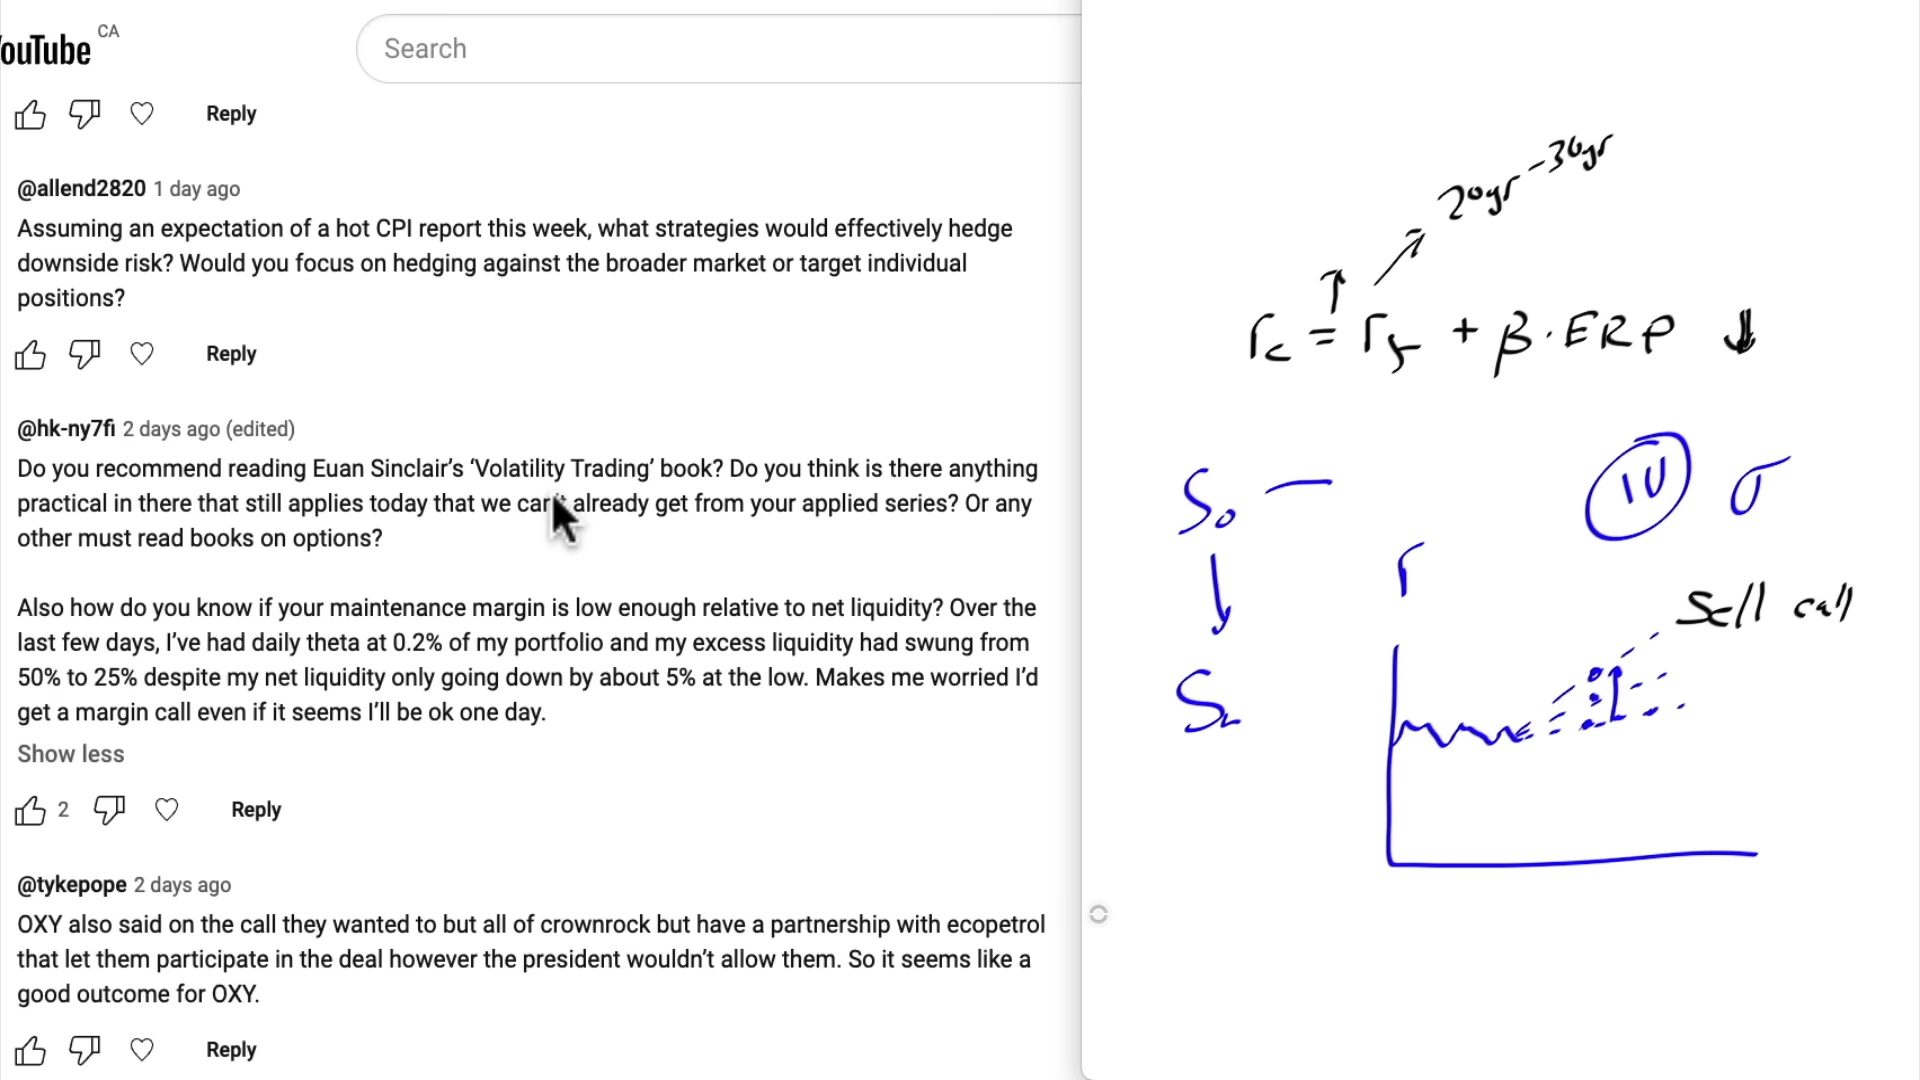 ouTube CA
Search
Reply
@allend2820 1 day ago
Assuming an expectation of a hot CPI report this week, what strategies would effectively hedge
downside risk? Would you focus on hedging against the broader market or target individual
positions?
Reply
@hk-ny7fi 2 days ago (edited)
Do you recommend reading Euan Sinclair's 'Volatility Trading' book? Do you think is there anything
practical in there that still applies today that we can't already get from your applied series? Or any
other must read books on options?
Also how do you know if your maintenance margin is low enough relative to net liquidity? Over the
last few days, I've had daily theta at 0.2% of my portfolio and my excess liquidity had swung from
50% to 25% despite my net liquidity only going down by about 5% at the low. Makes me worried I'd
get a margin call even if it seems I'll be ok one day.
Show less
2
Reply
@tykepope 2 days ago
OXY also said on the call they wanted to but all of crownrock but have a partnership with ecopetrol
that let them participate in the deal however the president wouldn't allow them. So it seems like a
good outcome for OXY.
Reply
20yr - 30yr
↑
rc = rf + β · ERP ↓
S₀ IV σ
r
Sell call